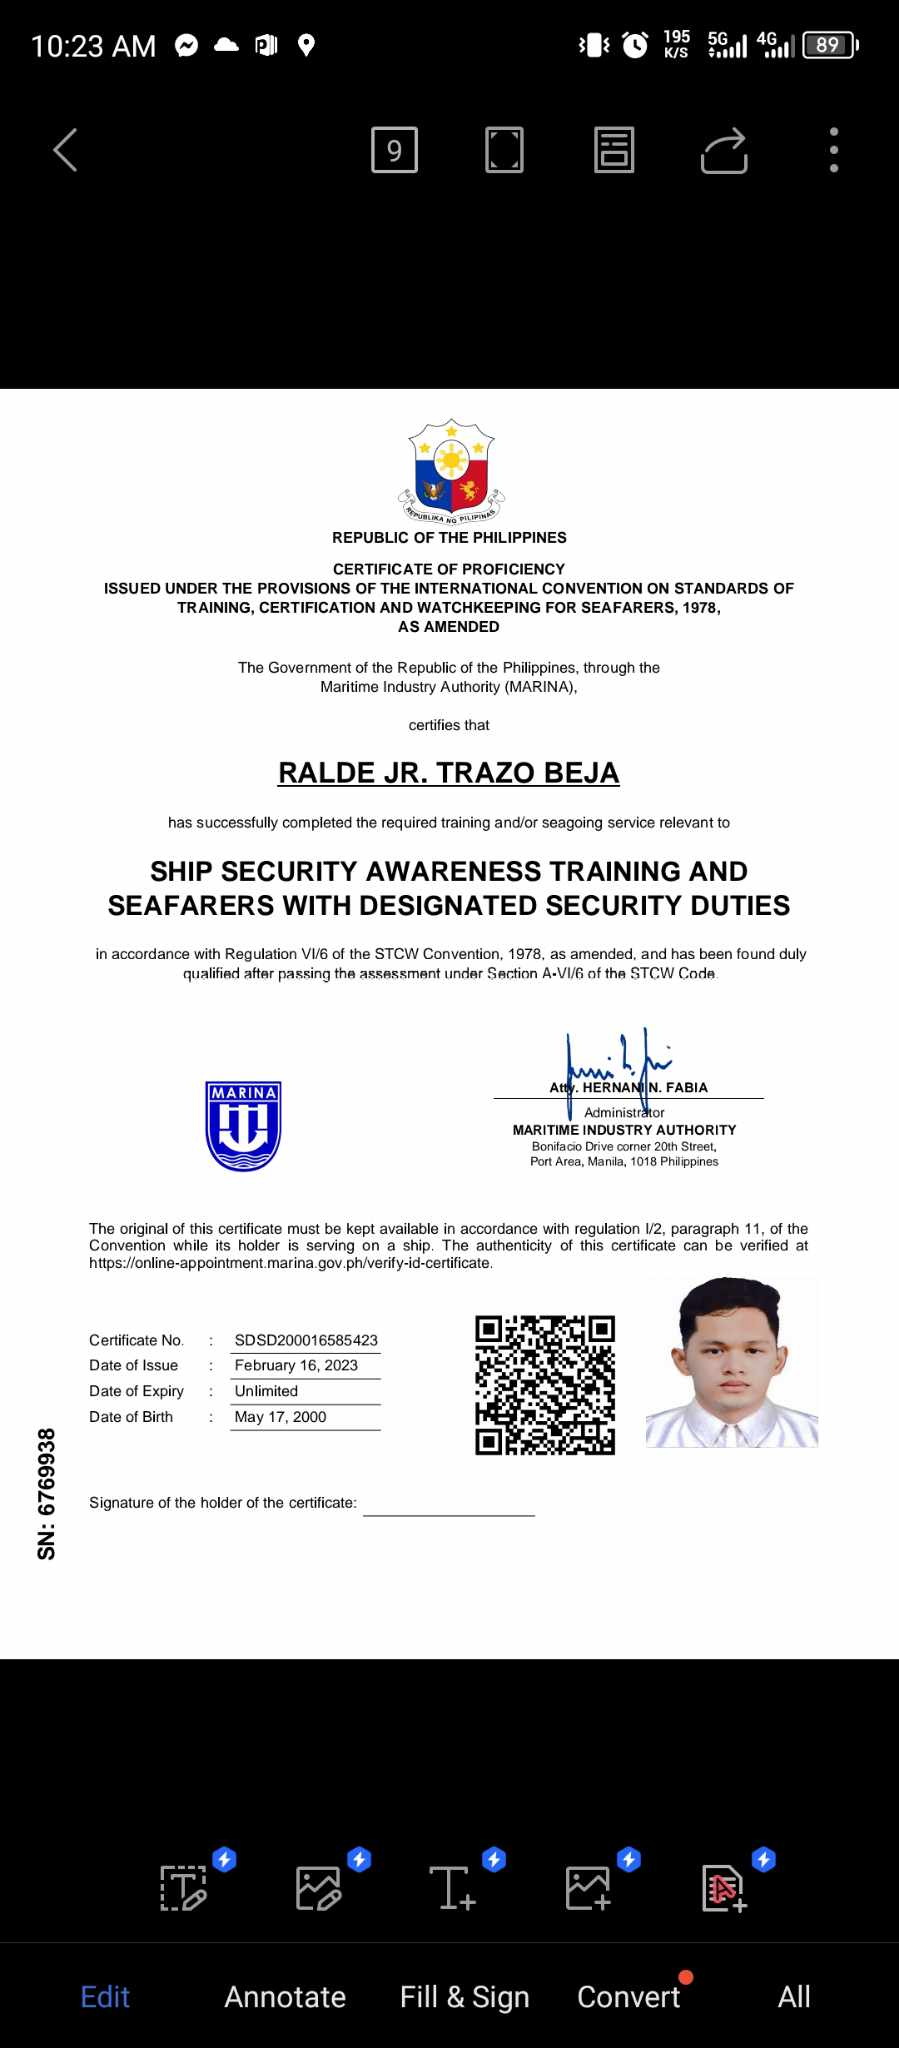 10:23 AM
195
K/S
5G
4G
89
9
REPUBLIKA NG PILIPINAS
REPUBLIC OF THE PHILIPPINES
CERTIFICATE OF PROFICIENCY
ISSUED UNDER THE PROVISIONS OF THE INTERNATIONAL CONVENTION ON STANDARDS OF
TRAINING, CERTIFICATION AND WATCHKEEPING FOR SEAFARERS, 1978,
AS AMENDED
The Government of the Republic of the Philippines, through the
Maritime Industry Authority (MARINA),
certifies that
RALDE JR. TRAZO BEJA
has successfully completed the required training and/or seagoing service relevant to
SHIP SECURITY AWARENESS TRAINING AND
SEAFARERS WITH DESIGNATED SECURITY DUTIES
in accordance with Regulation VI/6 of the STCW Convention, 1978, as amended, and has been found duly
qualified after passing the assessment under Section A-VI/6 of the STCW Code.
MARINA
Atty. HERNANI N. FABIA
Administrator
MARITIME INDUSTRY AUTHORITY
Bonifacio Drive corner 20th Street,
Port Area, Manila, 1018 Philippines
The original of this certificate must be kept available in accordance with regulation I/2, paragraph 11, of the
Convention while its holder is serving on a ship. The authenticity of this certificate can be verified at
https://online-appointment.marina.gov.ph/verify-id-certificate.
Certificate No. : SDSD200016585423
Date of Issue : February 16, 2023
Date of Expiry : Unlimited
Date of Birth : May 17, 2000
SN: 6769938
Signature of the holder of the certificate:
Edit
Annotate
Fill & Sign
Convert
All